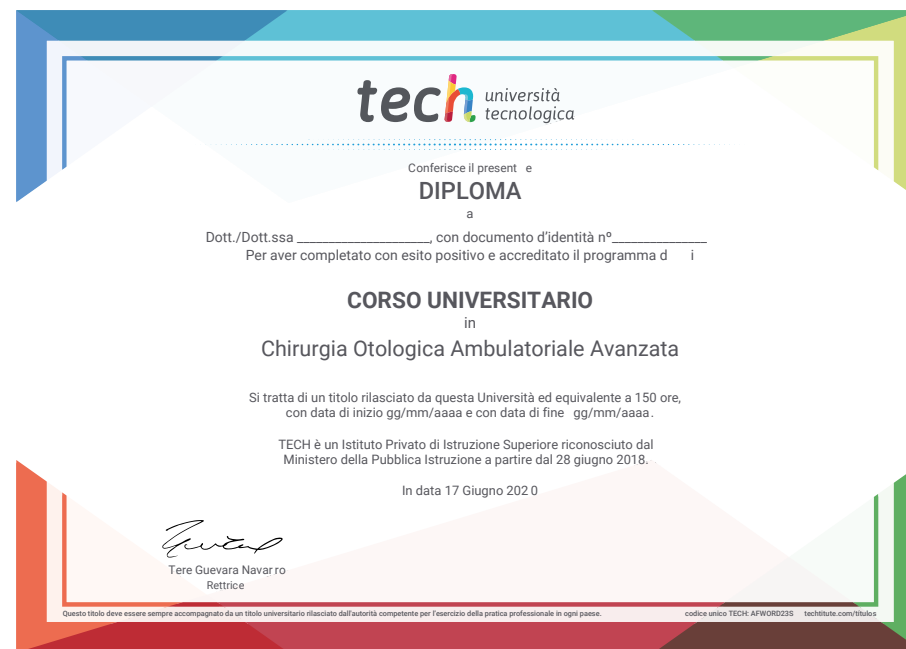 tech università
tecnologica
Conferisce il present e
DIPLOMA
a
Dott./Dott.ssa ____________________, con documento d'identità nº______________
Per aver completato con esito positivo e accreditato il programma d i
CORSO UNIVERSITARIO
in
Chirurgia Otologica Ambulatoriale Avanzata
Si tratta di un titolo rilasciato da questa Università ed equivalente a 150 ore,
con data di inizio gg/mm/aaaa e con data di fine gg/mm/aaaa.
TECH è un Istituto Privato di Istruzione Superiore riconosciuto dal
Ministero della Pubblica Istruzione a partire dal 28 giugno 2018.
In data 17 Giugno 2020
Tere Guevara Navarro
Rettrice
Questo titolo deve essere sempre accompagnato da un titolo universitario rilasciato dall'autorità competente per l'esercizio della pratica professionale in ogni paese. codice unico TECH: AFWORD23S techtitute.com/titulos